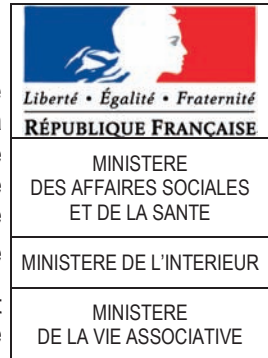 Liberté • Égalité • Fraternité
RÉPUBLIQUE FRANÇAISE
MINISTERE
DES AFFAIRES SOCIALES
ET DE LA SANTE
MINISTERE DE L'INTERIEUR
MINISTERE
DE LA VIE ASSOCIATIVE